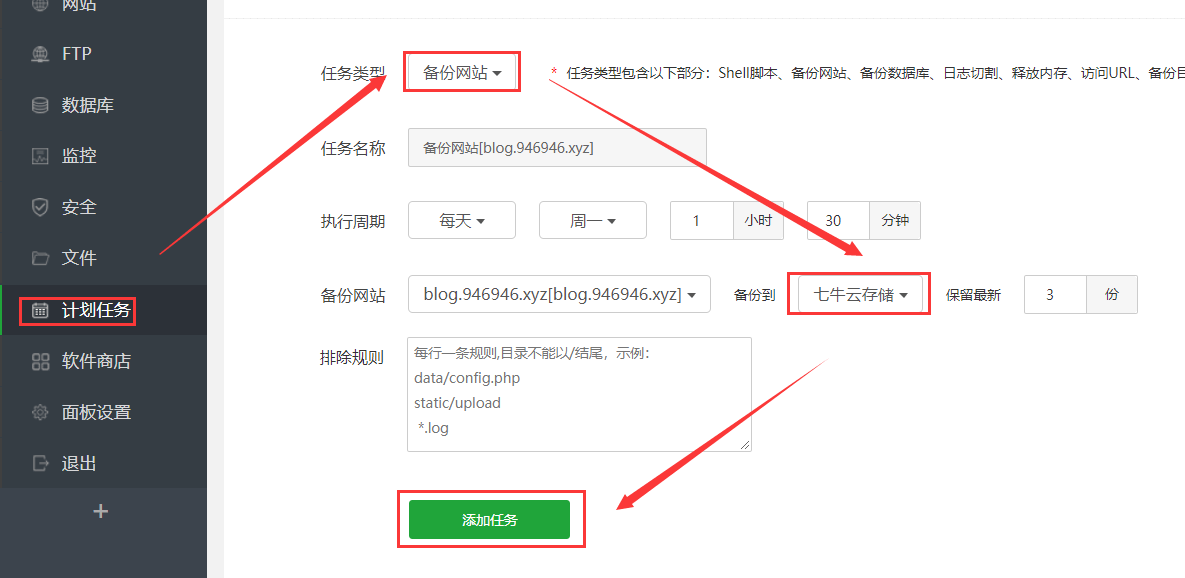 网站
FTP
数据库
监控
安全
文件
计划任务
软件商店
面板设置
退出
+
任务类型 备份网站 * 任务类型包含以下部分：Shell脚本、备份网站、备份数据库、日志切割、释放内存、访问URL、备份目
任务名称 备份网站[blog.946946.xyz]
执行周期 每天 周一 1 小时 30 分钟
备份网站 blog.946946.xyz[blog.946946.xyz] 备份到 七牛云存储 保留最新 3 份
排除规则 每行一条规则,目录不能以/结尾，示例：
data/config.php
static/upload
*.log
添加任务